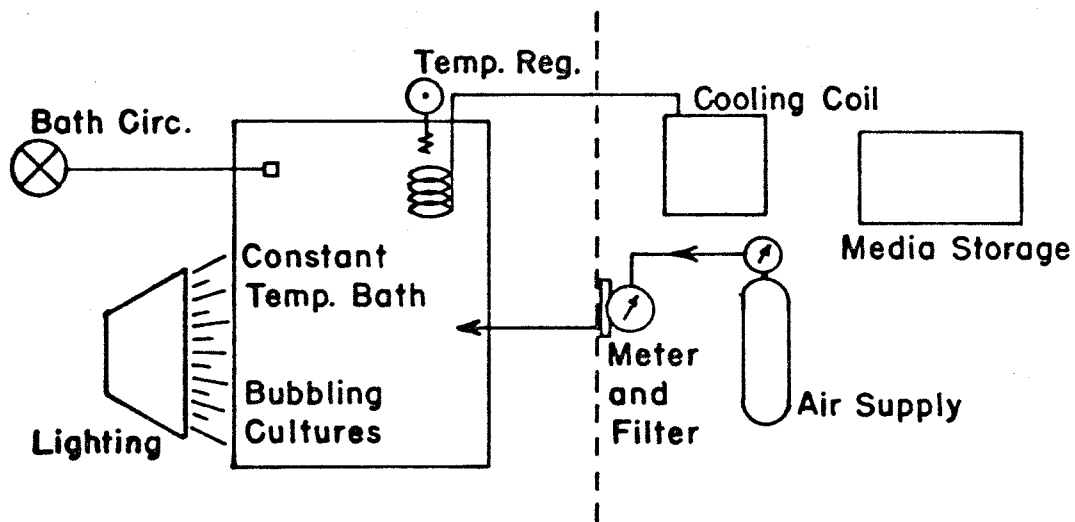 Temp. Reg.
Cooling Coil
Bath Circ.
Media Storage
Constant
Temp. Bath
Meter
and
Filter
Bubbling
Cultures
Air Supply
Lighting